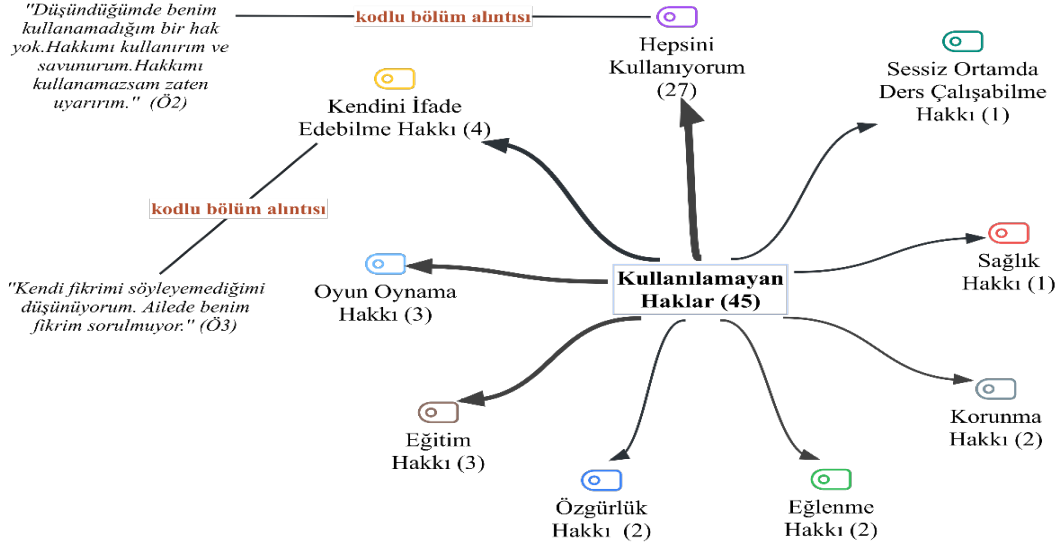 "Düşündüğümde benim
kullanamadığım bir hak
yok.Hakkımı kullanırım ve
savunurum.Hakkımı
kullanamazsam zaten
uyarırım." (Ö2)
kodlu bölüm alıntısı
Hepsini
Kullanıyorum
(27)
Sessiz Ortamda
Ders Çalışabilme
Hakkı (1)
Kendini İfade
Edebilme Hakkı (4)
kodlu bölüm alıntısı
"Kendi fikrimi söyleyemediğimi
düşünüyorum. Ailede benim
fikrim sorulmuyor." (Ö3)
Oyun Oynama
Hakkı (3)
Kullanılamayan
Haklar (45)
Sağlık
Hakkı (1)
Eğitim
Hakkı (3)
Korunma
Hakkı (2)
Özgürlük
Hakkı (2)
Eğlenme
Hakkı (2)